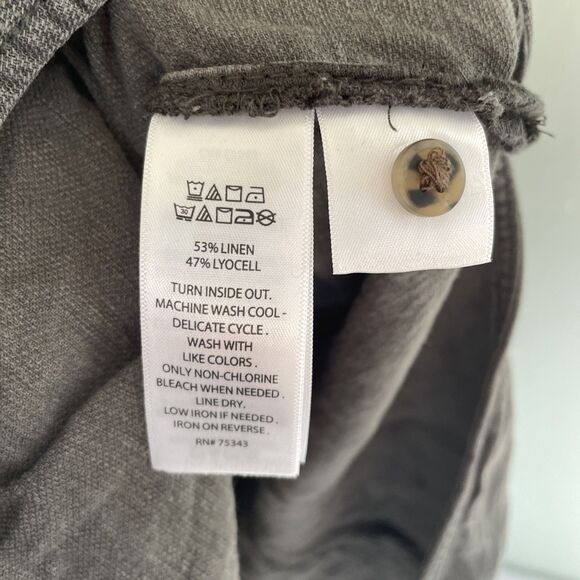 30
53% LINEN
47% LYOCELL
TURN INSIDE OUT.
MACHINE WASH COOL -
DELICATE CYCLE .
WASH WITH
LIKE COLORS .
ONLY NON-CHLORINE
BLEACH WHEN NEEDED .
LINE DRY.
LOW IRON IF NEEDED .
IRON ON REVERSE .
RN# 75343